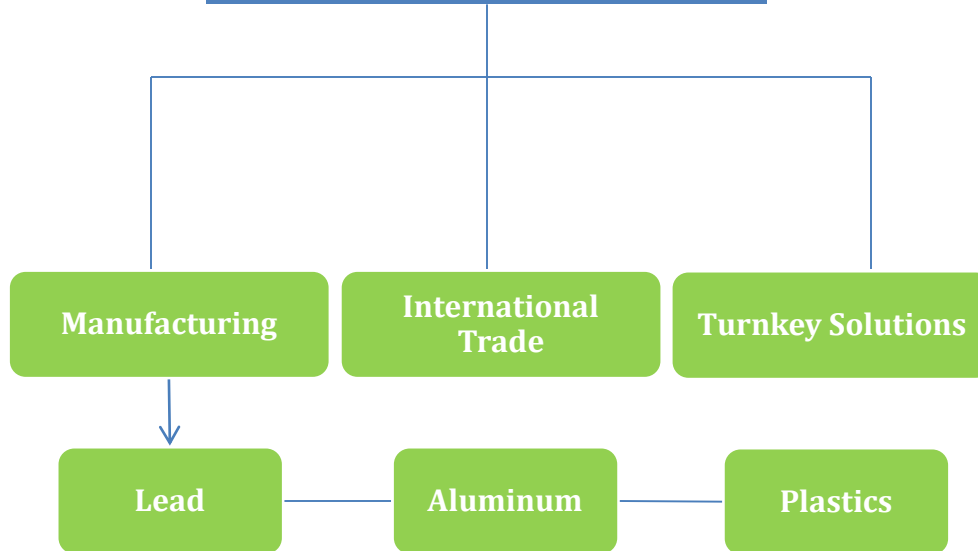 Manufacturing
International
Trade
Turnkey Solutions
Lead
Aluminum
Plastics